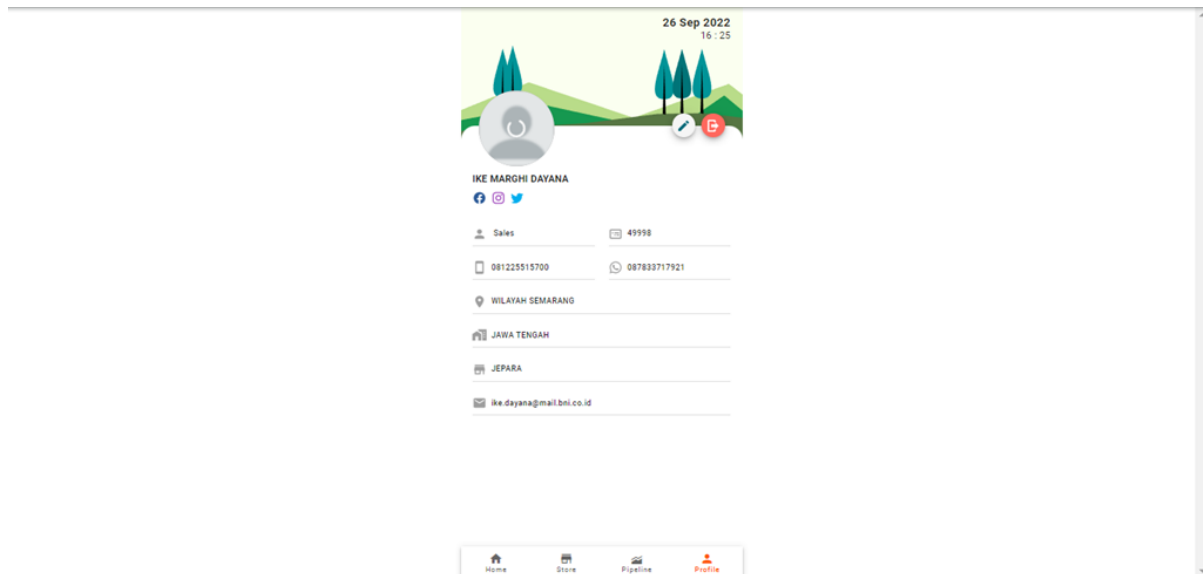 26 Sep 2022
16 : 25
IKE MARGHI DAYANA
Sales
49998
081225515700
087833717921
WILAYAH SEMARANG
JAWA TENGAH
JEPARA
ike.dayana@mail.bni.co.id
Home
Store
Pipeline
Profile